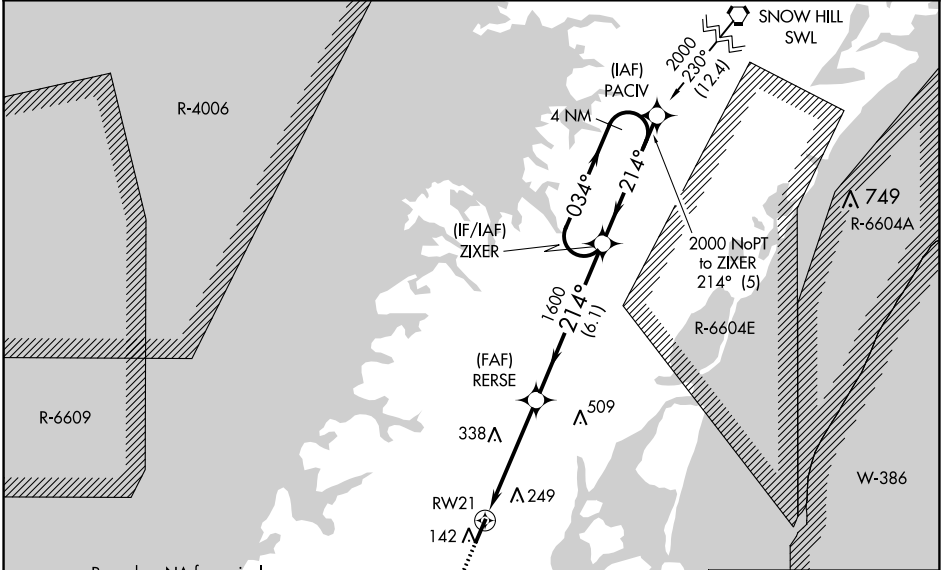 SNOW HILL
SWL
2000
230°
(12.4)
(IAF)
PACIV
R-4006
4 NM
214°
034°
749
R-6604A
(IF/IAF)
ZIXER
2000 NoPT
to ZIXER
214° (5)
1600
214°
(6.1)
R-6604E
(FAF)
RERSE
R-6609
509
338
W-386
249
RW21
142